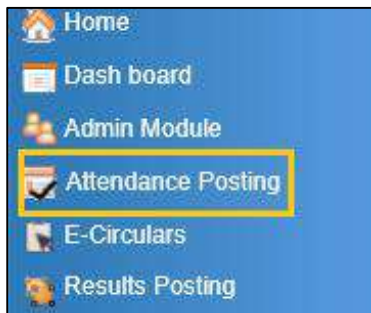 Home
Dash board
Admin Module
Attendance Posting
E-Circulars
Results Posting